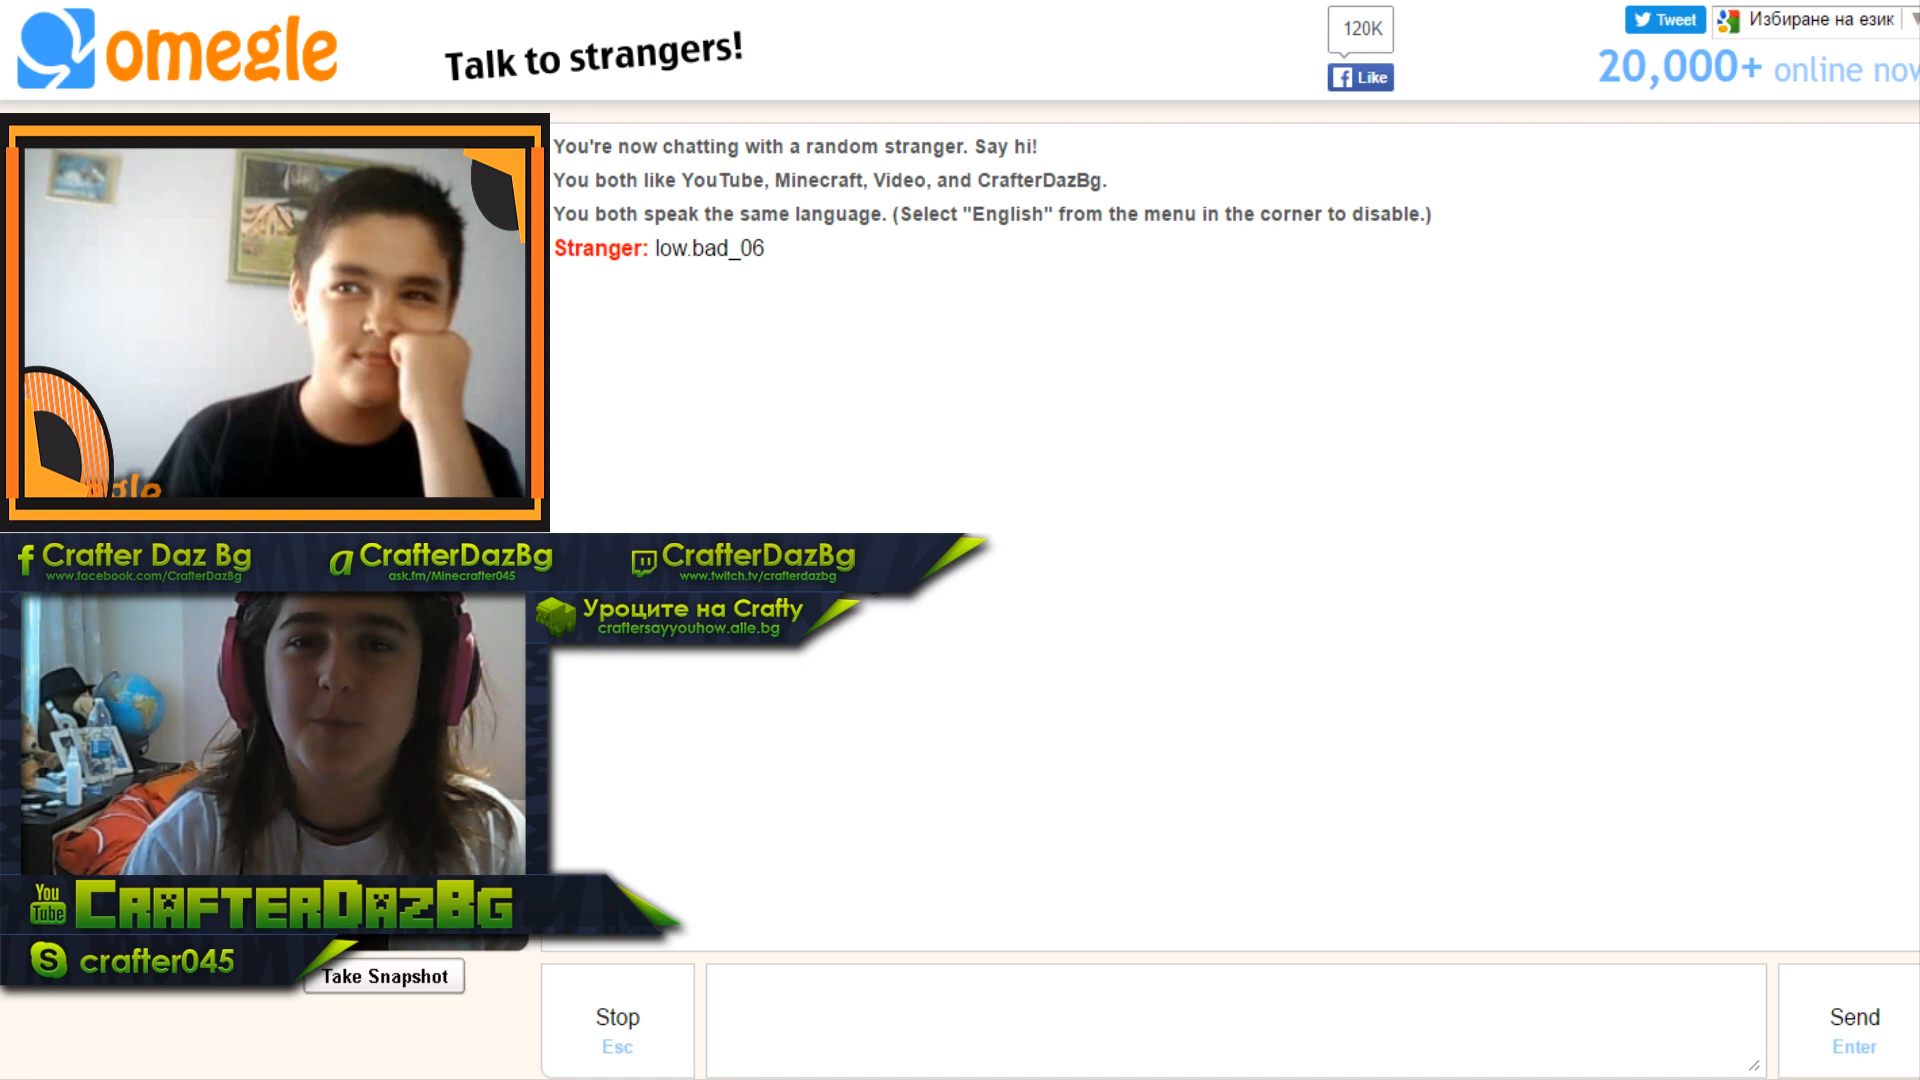 omegle
Talk to strangers!
120K
Like
Tweet
Избиране на език
20,000+ online now
You're now chatting with a random stranger. Say hi!
You both like YouTube, Minecraft, Video, and CrafterDazBg.
You both speak the same language. (Select "English" from the menu in the corner to disable.)
Stranger: low.bad_06
gle
Crafter Daz Bg
www.facebook.com/CrafterDazBg
CrafterDazBg
ask.fm/Minecrafter045
CrafterDazBg
www.twitch.tv/crafterdazbg
Уроците на Crafty
craftersayyouhow.alle.bg
You Tube
CRAFTERDAZBG
crafter045
Take Snapshot
Stop
Esc
Send
Enter